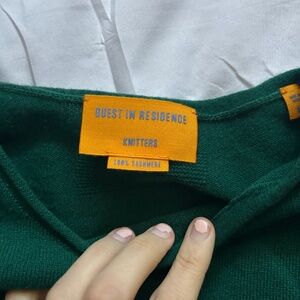 GUEST IN RESIDENCE
KNITTERS
100% CASHMERE